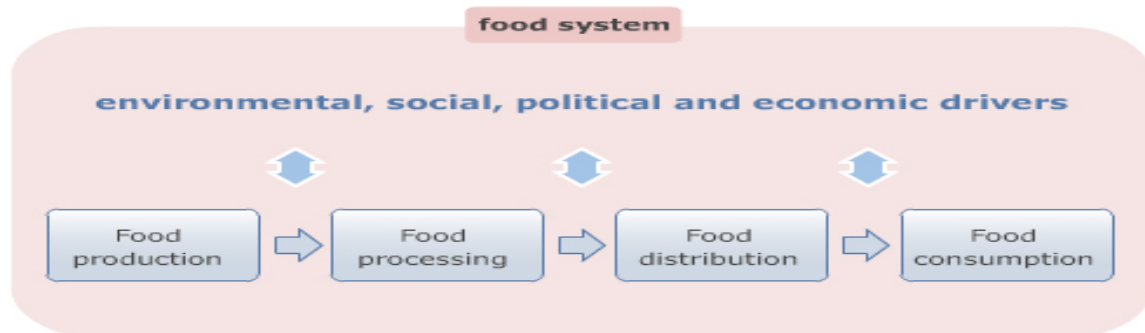 food system
environmental, social, political and economic drivers
Food
production
Food
processing
Food
distribution
Food
consumption